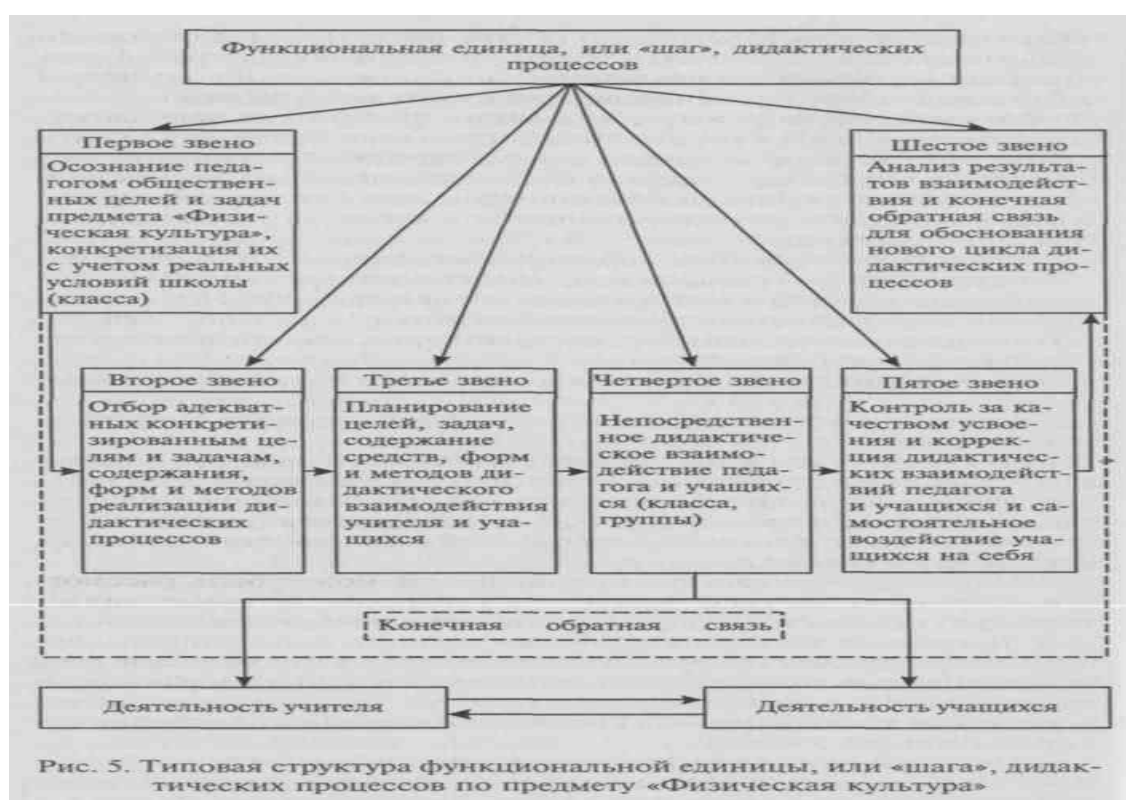 Функциональная единица, или «шаг», дидактических
процессов
Первое звено
Осознание педа-
гогом обществен-
ных целей и задач
предмета «Физи-
ческая культура»,
конкретизация их
с учетом реальных
условий школы
(класса)
Шестое звено
Анализ результа-
тов взаимодейст-
вия и конечная
обратная связь
для обоснования
нового цикла ди-
дактических про-
цессов
Второе звено
Отбор адекват-
ных конкрети-
зированным це-
лям и задачам,
содержания,
форм и методов
реализации ди-
дактических
процессов
Третье звено
Планирование
целей, задач,
содержание
средств, форм
и методов ди-
дактического
взаимодействия
учителя и уча-
щихся
Четвертое звено
Непосредствен-
ное дидактиче-
ское взаимо-
действие педа-
гога и учащих-
ся (класса,
группы)
Пятое звено
Контроль за ка-
чеством усвое-
ния и коррек-
ция дидактичес-
ких взаимодейст-
вий педагога
и учащихся и са-
мостоятельное
воздействие уча-
щихся на себя
Конечная обратная связь
Деятельность учителя
Деятельность учащихся
Рис. 5. Типовая структура функциональной единицы, или «шага», дидак-
тических процессов по предмету «Физическая культура»